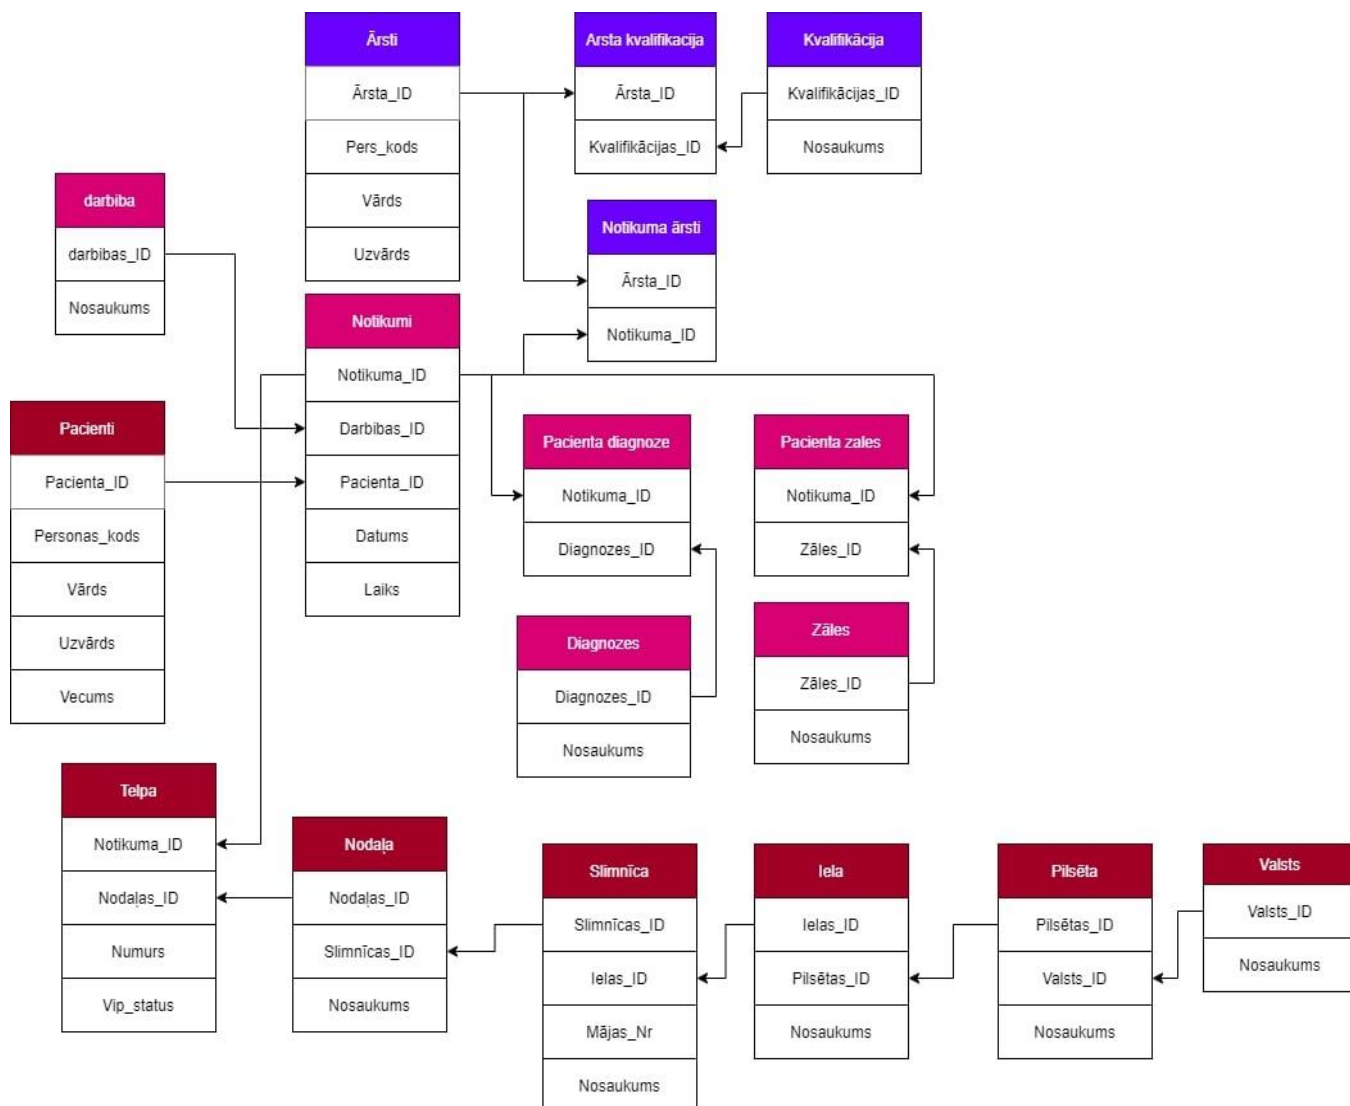 Ārsti
Ārsta_ID
Pers_kods
Vārds
Uzvārds
Arsta kvalifikacija
Ārsta_ID
Kvalifikācijas_ID
Kvalifikācija
Kvalifikācijas_ID
Nosaukums
darbiba
darbibas_ID
Nosaukums
Notikuma ārsti
Ārsta_ID
Notikuma_ID
Notikumi
Notikuma_ID
Darbibas_ID
Pacienta_ID
Datums
Laiks
Pacienti
Pacienta_ID
Personas_kods
Vārds
Uzvārds
Vecums
Pacienta diagnoze
Notikuma_ID
Diagnozes_ID
Pacienta zales
Notikuma_ID
Zāles_ID
Diagnozes
Diagnozes_ID
Nosaukums
Zāles
Zāles_ID
Nosaukums
Telpa
Notikuma_ID
Nodaļas_ID
Numurs
Vip_status
Nodaļa
Nodaļas_ID
Slimnīcas_ID
Nosaukums
Slimnīca
Slimnīcas_ID
Ielas_ID
Mājas_Nr
Nosaukums
Iela
Ielas_ID
Pilsētas_ID
Nosaukums
Pilsēta
Pilsētas_ID
Valsts_ID
Nosaukums
Valsts
Valsts_ID
Nosaukums